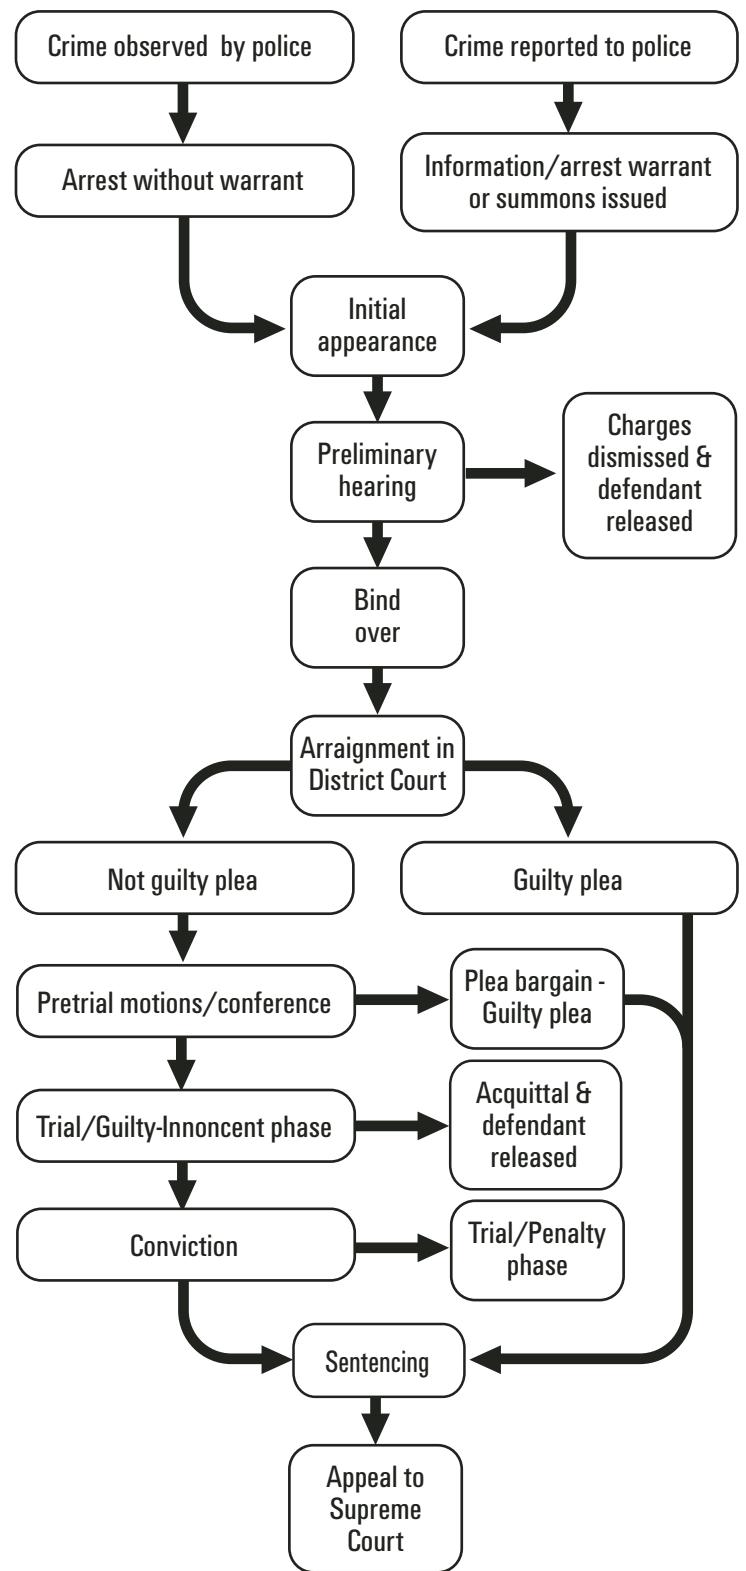 Crime observed by police
Crime reported to police
Arrest without warrant
Information/arrest warrant
or summons issued
Initial
appearance
Preliminary
hearing
Charges
dismissed &
defendant
released
Bind
over
Arraignment in
District Court
Not guilty plea
Guilty plea
Pretrial motions/conference
Plea bargain -
Guilty plea
Trial/Guilty-Innoncent phase
Acquittal &
defendant
released
Conviction
Trial/Penalty
phase
Sentencing
Appeal to
Supreme
Court